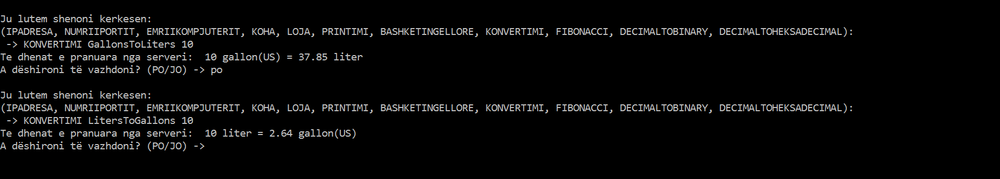 Ju lutem shenoni kerkesen:
(IPADRESA, NUMRIIPORTIT, EMRIIKOMPJUTERIT, KOHA, LOJA, PRINTIMI, BASHKETINGELLORE, KONVERTIMI, FIBONACCI, DECIMALTOBINARY, DECIMALTOHEKSADECIMAL):
-> KONVERTIMI GallonsToLiters 10
Te dhenat e pranuara nga serveri:  10 gallon(US) = 37.85 liter
A dëshironi të vazhdoni? (PO/JO) -> po
Ju lutem shenoni kerkesen:
(IPADRESA, NUMRIIPORTIT, EMRIIKOMPJUTERIT, KOHA, LOJA, PRINTIMI, BASHKETINGELLORE, KONVERTIMI, FIBONACCI, DECIMALTOBINARY, DECIMALTOHEKSADECIMAL):
-> KONVERTIMI LitersToGallons 10
Te dhenat e pranuara nga serveri:  10 liter = 2.64 gallon(US)
A dëshironi të vazhdoni? (PO/JO) ->